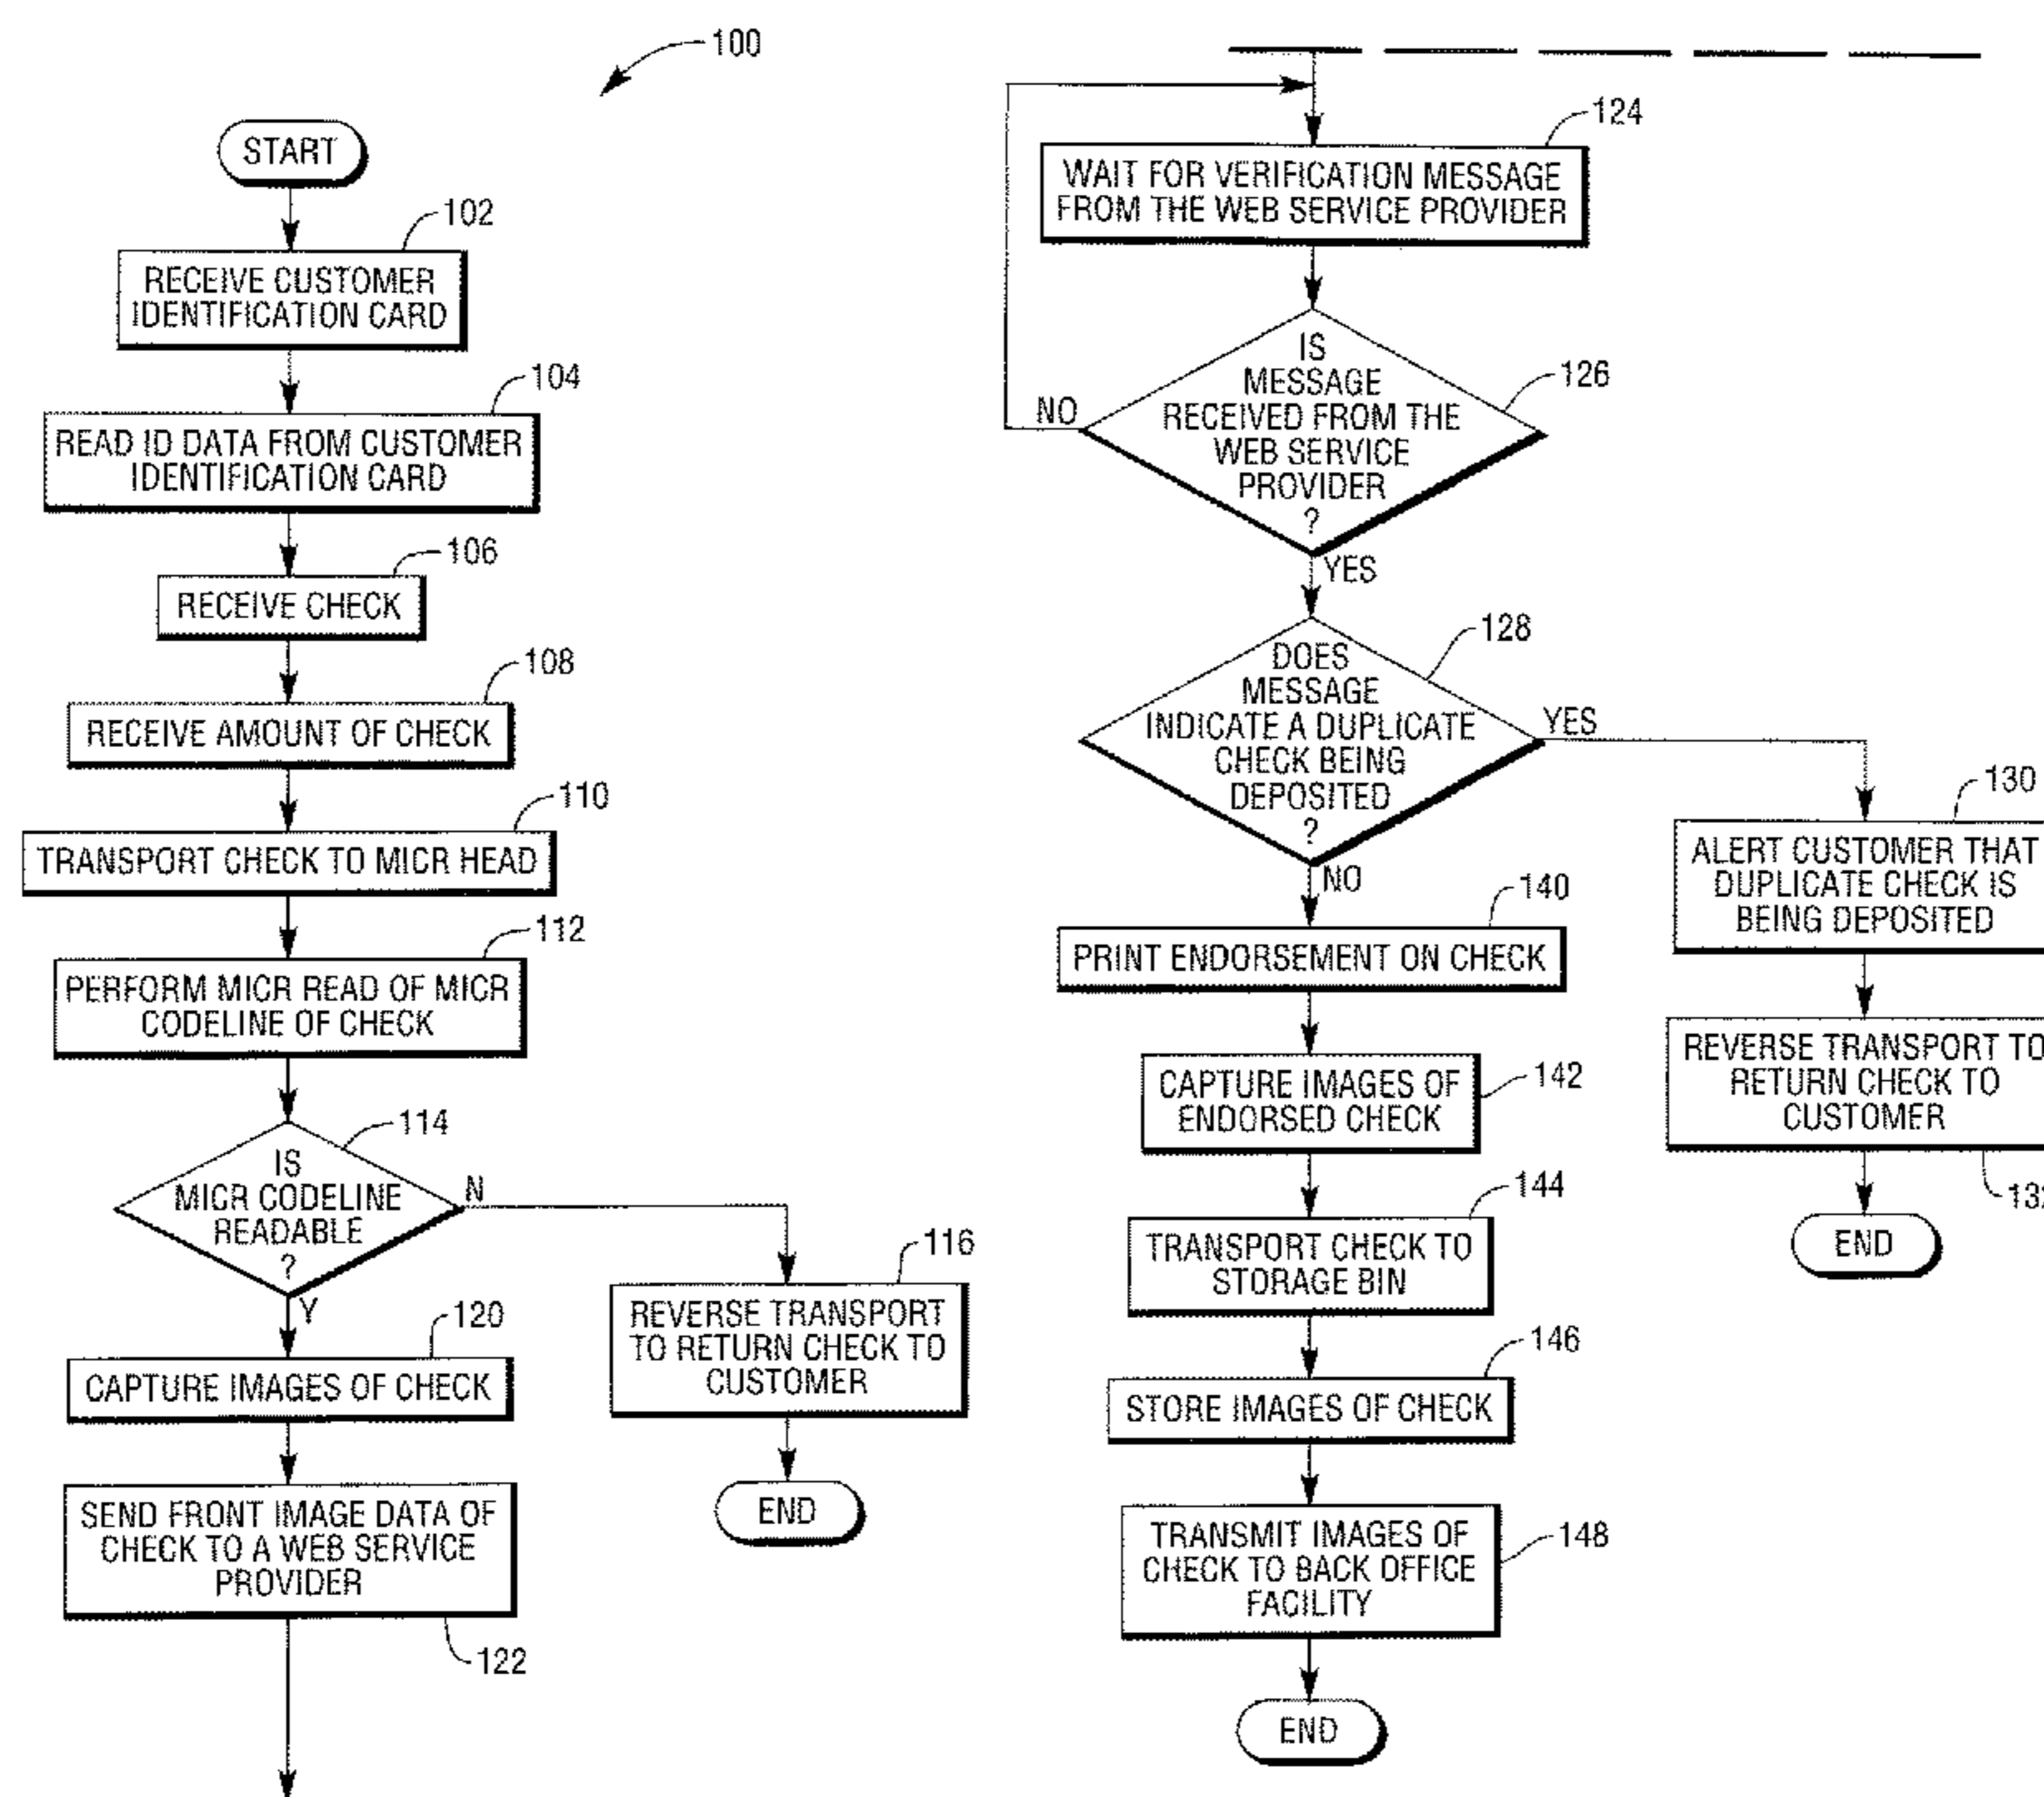 100
START
102
RECEIVE CUSTOMER
IDENTIFICATION CARD
104
READ ID DATA FROM CUSTOMER
IDENTIFICATION CARD
106
RECEIVE CHECK
108
RECEIVE AMOUNT OF CHECK
110
TRANSPORT CHECK TO MICR HEAD
112
PERFORM MICR READ OF MICR
CODELINE OF CHECK
114
IS
MICR CODELINE
READABLE
?
N
Y
116
REVERSE TRANSPORT
TO RETURN CHECK TO
CUSTOMER
END
120
CAPTURE IMAGES OF CHECK
SEND FRONT IMAGE DATA OF
CHECK TO A WEB SERVICE
PROVIDER
122
124
WAIT FOR VERIFICATION MESSAGE
FROM THE WEB SERVICE PROVIDER
126
IS
MESSAGE
RECEIVED FROM THE
WEB SERVICE
PROVIDER
?
NO
YES
128
DOES
MESSAGE
INDICATE A DUPLICATE
CHECK BEING
DEPOSITED
?
YES
NO
130
ALERT CUSTOMER THAT
DUPLICATE CHECK IS
BEING DEPOSITED
REVERSE TRANSPORT TO
RETURN CHECK TO
CUSTOMER
END
140
PRINT ENDORSEMENT ON CHECK
142
CAPTURE IMAGES OF
ENDORSED CHECK
144
TRANSPORT CHECK TO
STORAGE BIN
146
STORE IMAGES OF CHECK
148
TRANSMIT IMAGES OF
CHECK TO BACK OFFICE
FACILITY
END